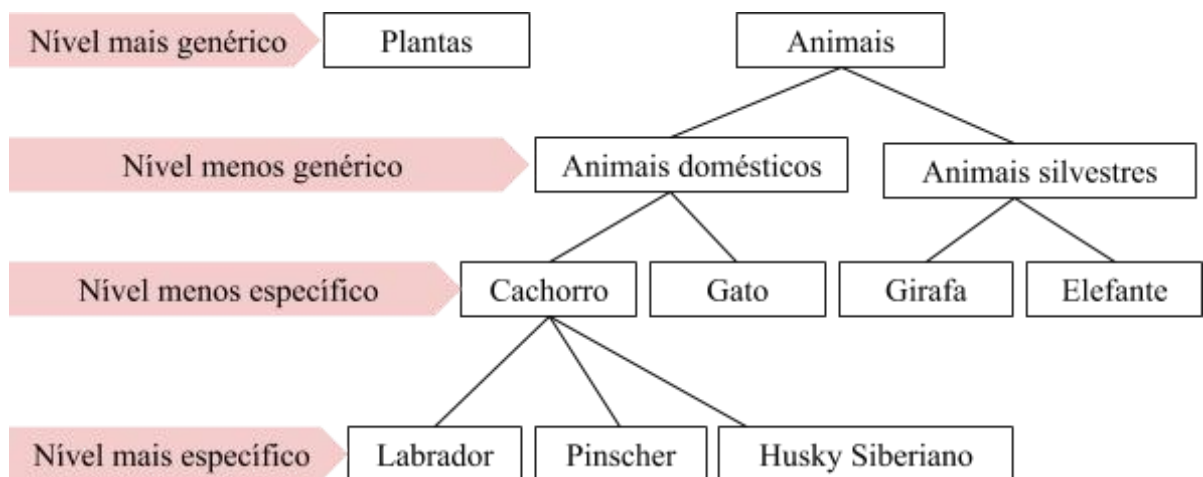 Nível mais genérico Plantas Animais
Nível menos genérico Animais domésticos Animais silvestres
Nível menos específico Cachorro Gato Girafa Elefante
Nível mais específico Labrador Pinscher Husky Siberiano